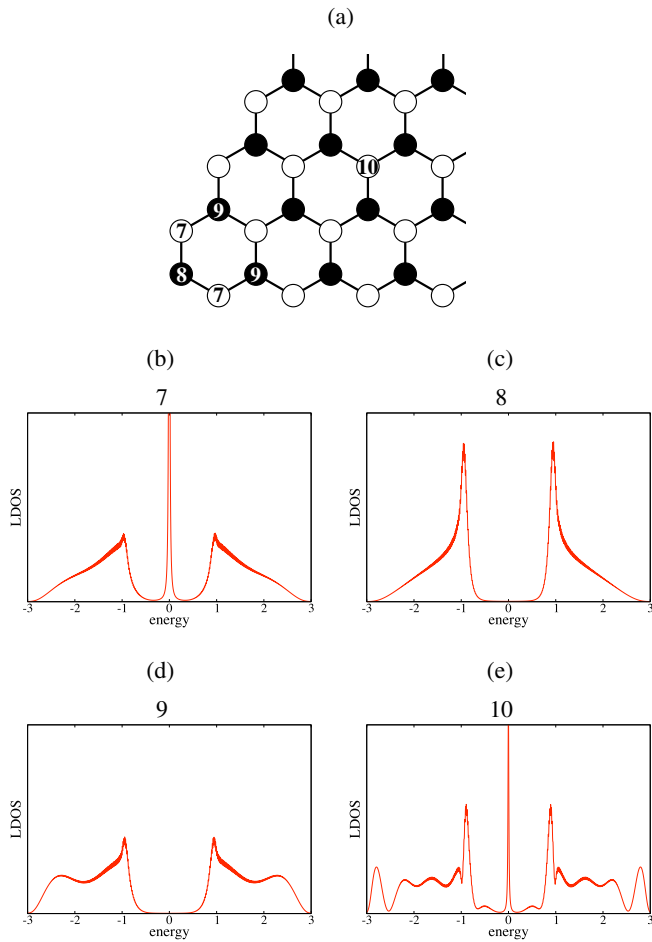 (a)
10
9
7
8 9
7
(b) (c)
7 8
LDOS LDOS
-3 -2 -1 0 1 2 3 -3 -2 -1 0 1 2 3
energy energy
(d) (e)
9 10
LDOS LDOS
-3 -2 -1 0 1 2 3 -3 -2 -1 0 1 2 3
energy energy